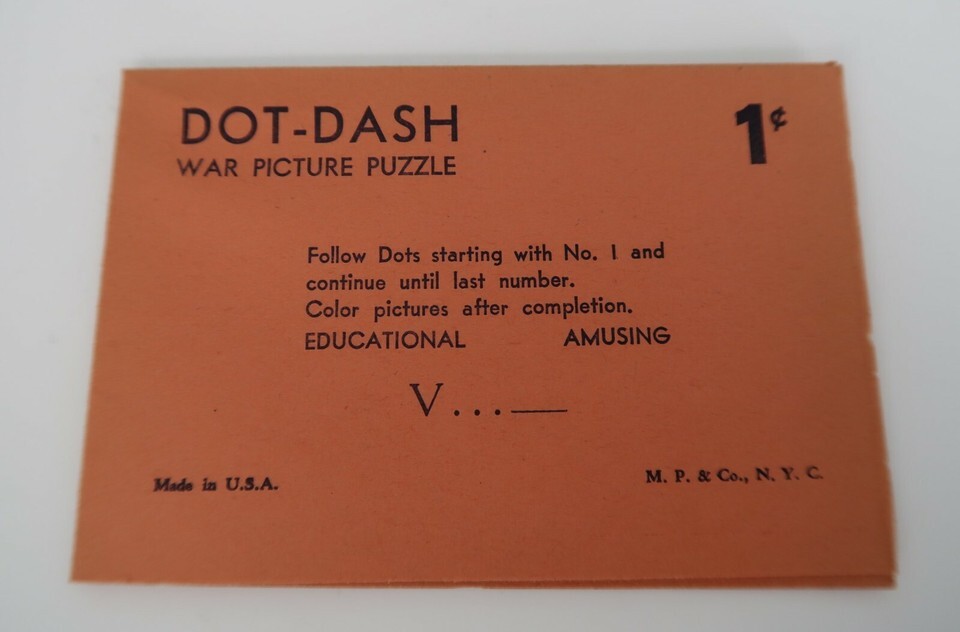 DOT-DASH
1¢
WAR PICTURE PUZZLE
Follow Dots starting with No. 1 and
continue until last number.
Color pictures after completion.
EDUCATIONAL AMUSING
V...—
Made in U.S.A.
M. P. & Co., N. Y. C.